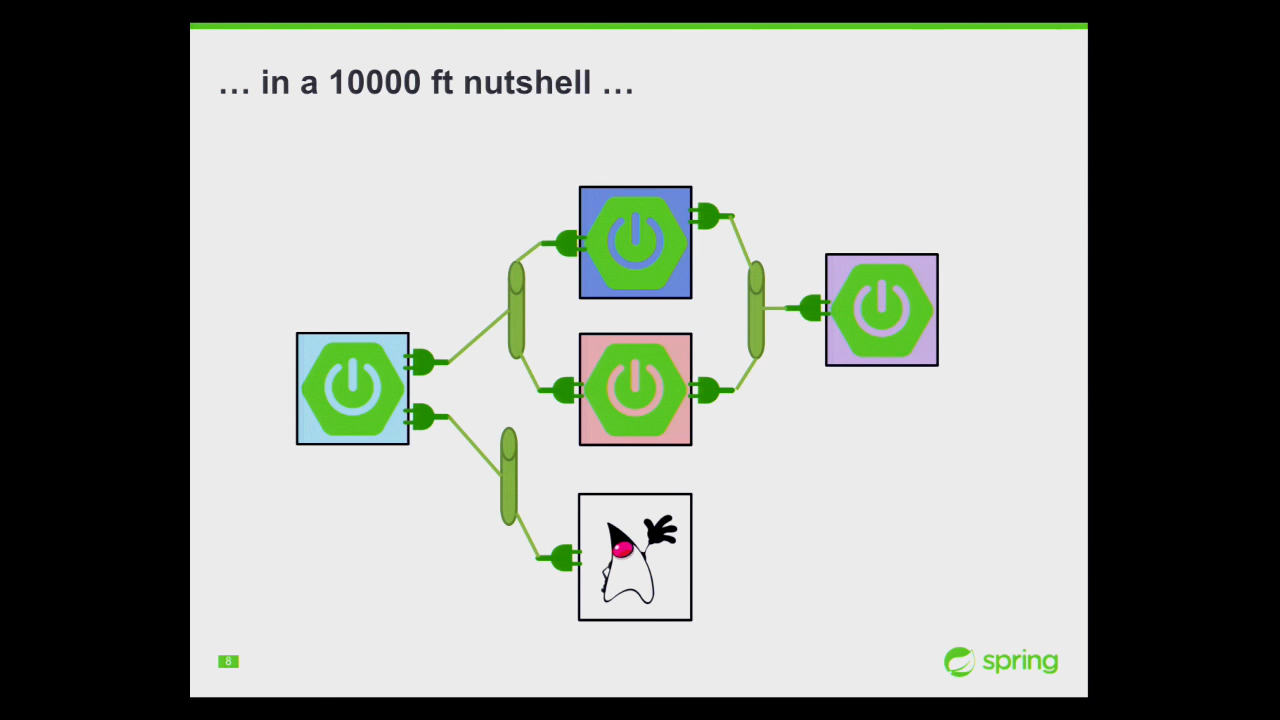 … in a 10000 ft nutshell …
8
spring